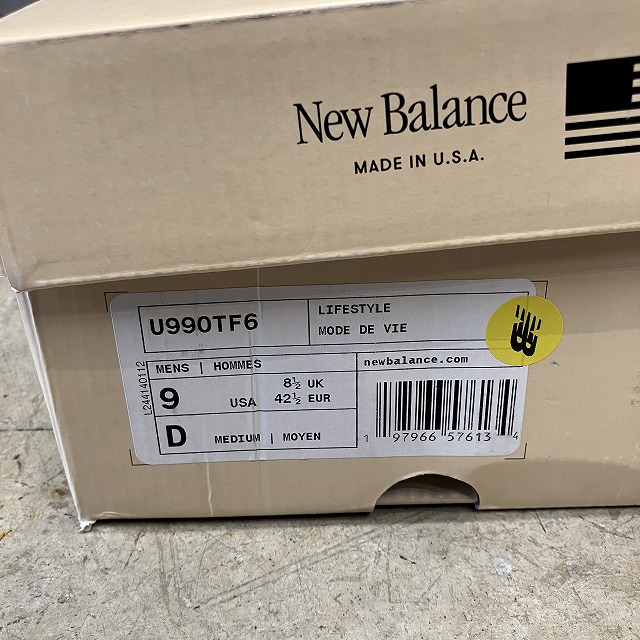 New Balance
MADE IN U.S.A.
U990TF6
LIFESTYLE
MODE DE VIE
MENS | HOMMES
9 USA 8½ UK
42½ EUR
D MEDIUM | MOYEN
newbalance.com
1 97966 57613 4
L244140112